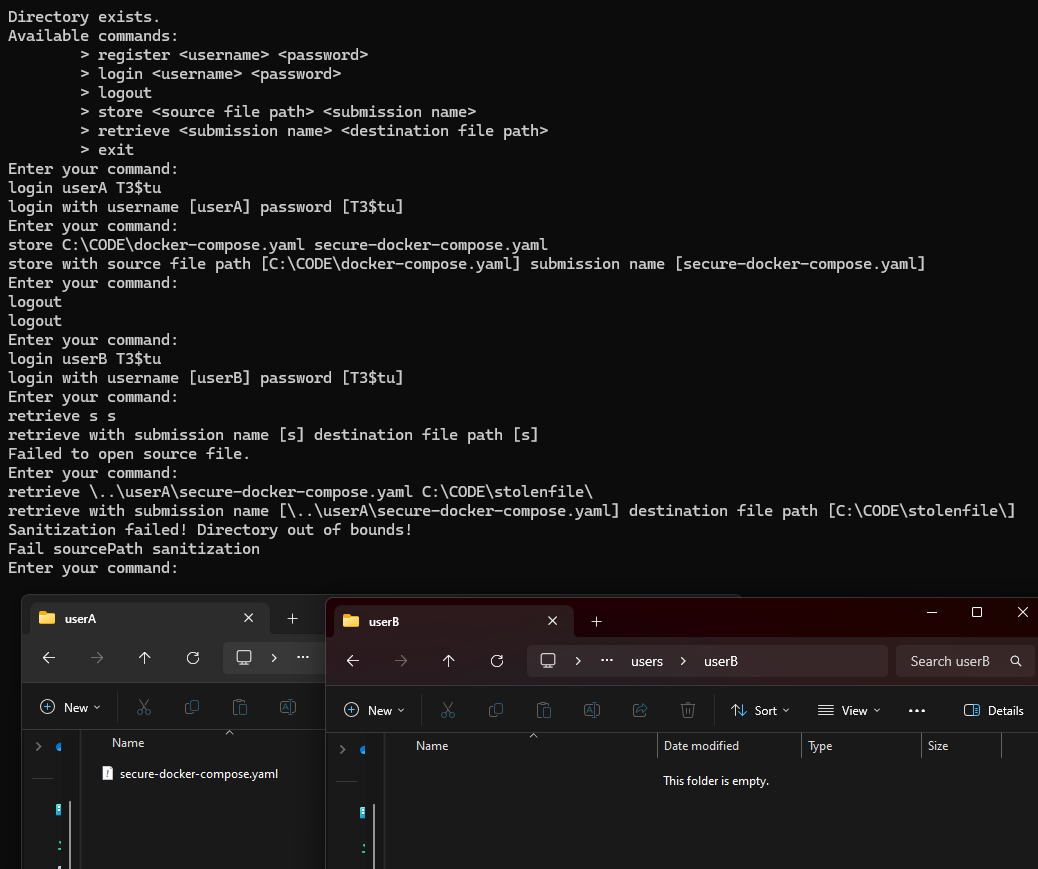 Directory exists.
Available commands:
> register <username> <password>
> login <username> <password>
> logout
> store <source file path> <submission name>
> retrieve <submission name> <destination file path>
> exit
Enter your command:
login userA T3$tu
login with username [userA] password [T3$tu]
Enter your command:
store C:\CODE\docker-compose.yaml secure-docker-compose.yaml
store with source file path [C:\CODE\docker-compose.yaml] submission name [secure-docker-compose.yaml]
Enter your command:
logout
logout
Enter your command:
login userB T3$tu
login with username [userB] password [T3$tu]
Enter your command:
retrieve s s
retrieve with submission name [s] destination file path [s]
Failed to open source file.
Enter your command:
retrieve \..\userA\secure-docker-compose.yaml C:\CODE\stolenfile\
retrieve with submission name [\..\userA\secure-docker-compose.yaml] destination file path [C:\CODE\stolenfile\]
Sanitization failed! Directory out of bounds!
Fail sourcePath sanitization
Enter your command:
userA
New
Name
secure-docker-compose.yaml
userB
users > userB
Search userB
New
Sort
View
Details
Name
Date modified
Type
Size
This folder is empty.